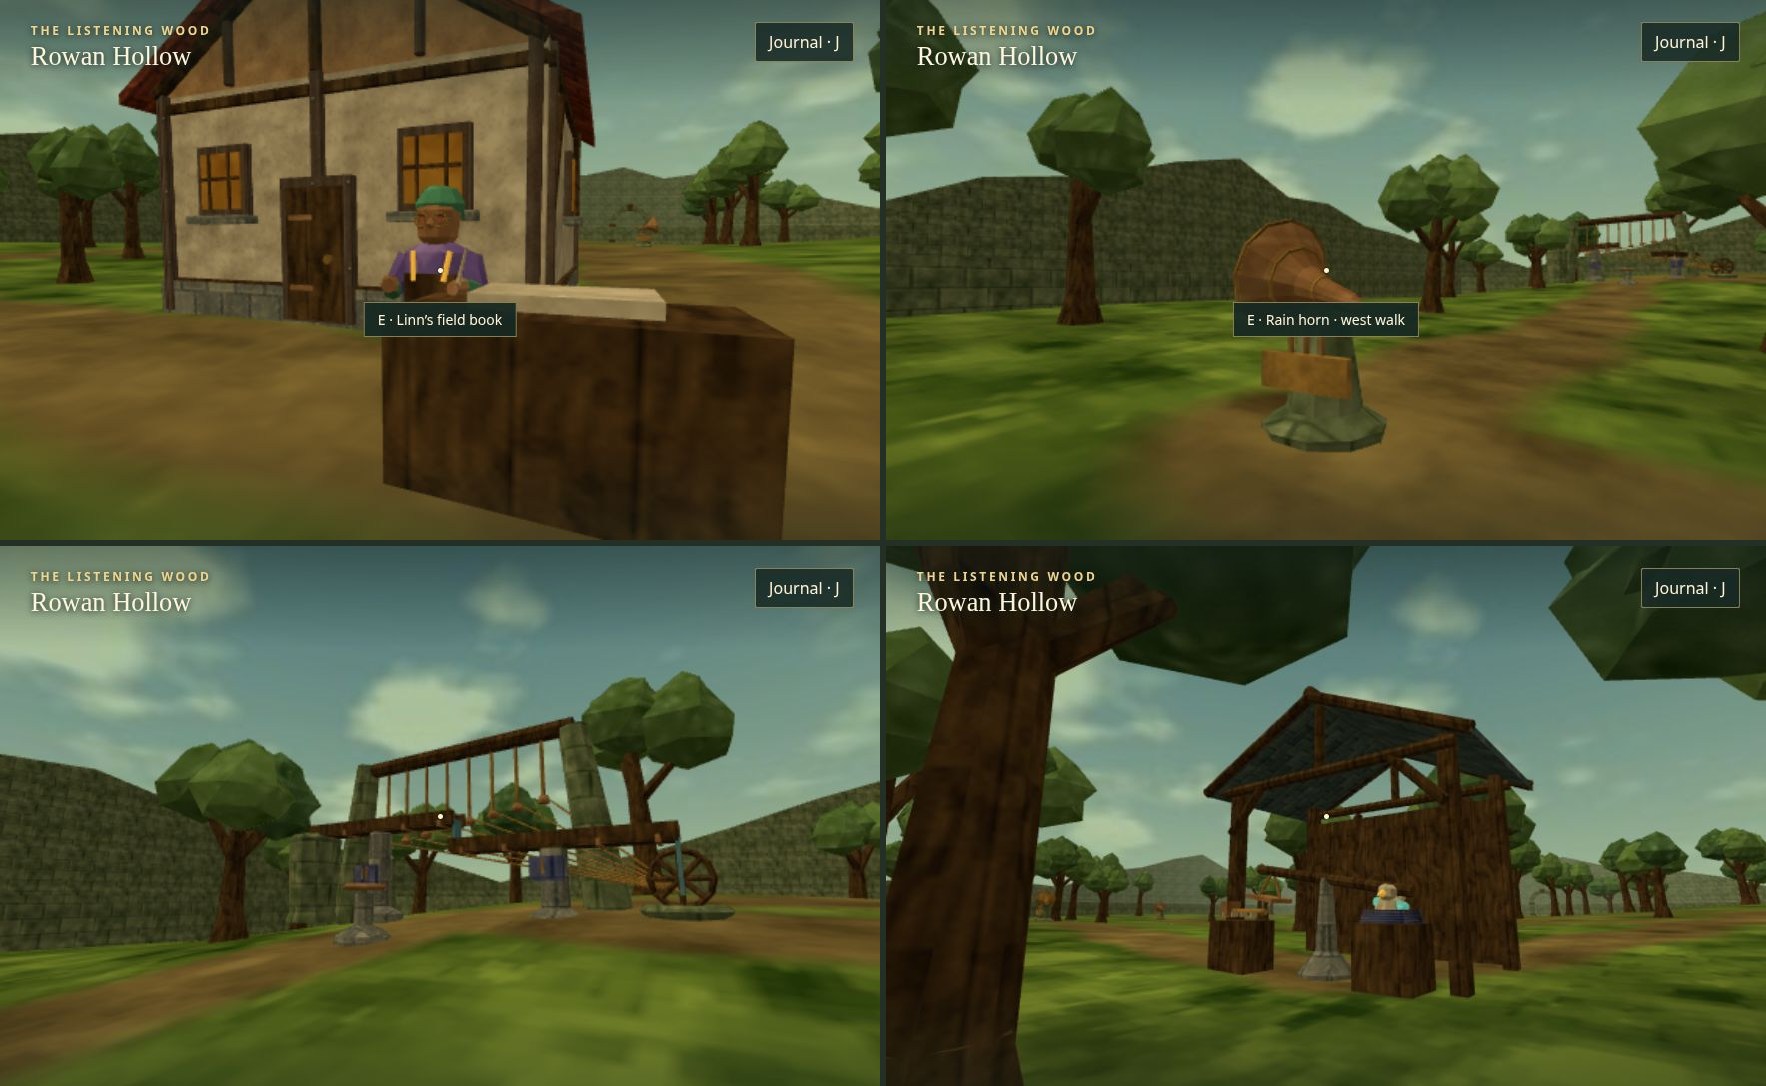 THE LISTENING WOOD
Rowan Hollow
Journal · J
E · Linn's field book
THE LISTENING WOOD
Rowan Hollow
Journal · J
E · Rain horn · west walk
THE LISTENING WOOD
Rowan Hollow
Journal · J
THE LISTENING WOOD
Rowan Hollow
Journal · J